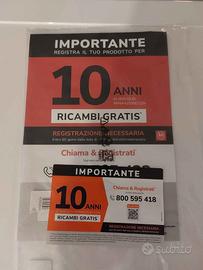 IMPORTANTE
REGISTRA IL TUO PRODOTTO PER
10 ANNI
RICAMBI GRATIS*
REGISTRAZIONE NECESSARIA
Chiama & Registrati
IMPORTANTE
10 ANNI
RICAMBI GRATIS*
Chiama & Registrati
800 595 418
REGISTRAZIONE NECESSARIA
Subito.it